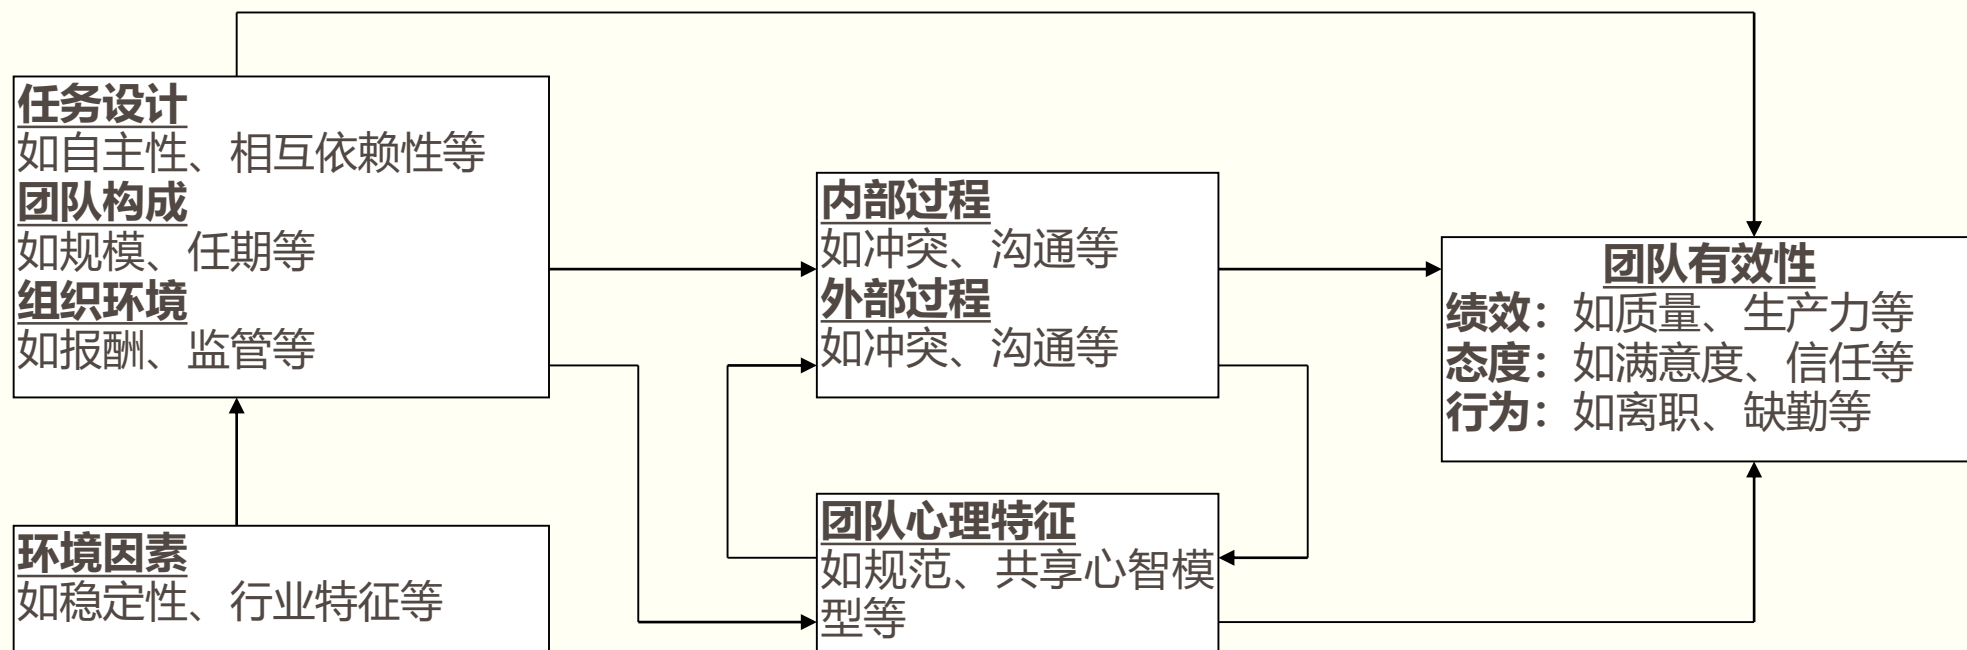 任务设计
如自主性、相互依赖性等
团队构成
如规模、任期等
组织环境
如报酬、监管等
环境因素
如稳定性、行业特征等
内部过程
如冲突、沟通等
外部过程
如冲突、沟通等
团队心理特征
如规范、共享心智模
型等
团队有效性
绩效：如质量、生产力等
态度：如满意度、信任等
行为：如离职、缺勤等